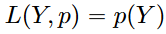 L(Y, p) = p(Y)